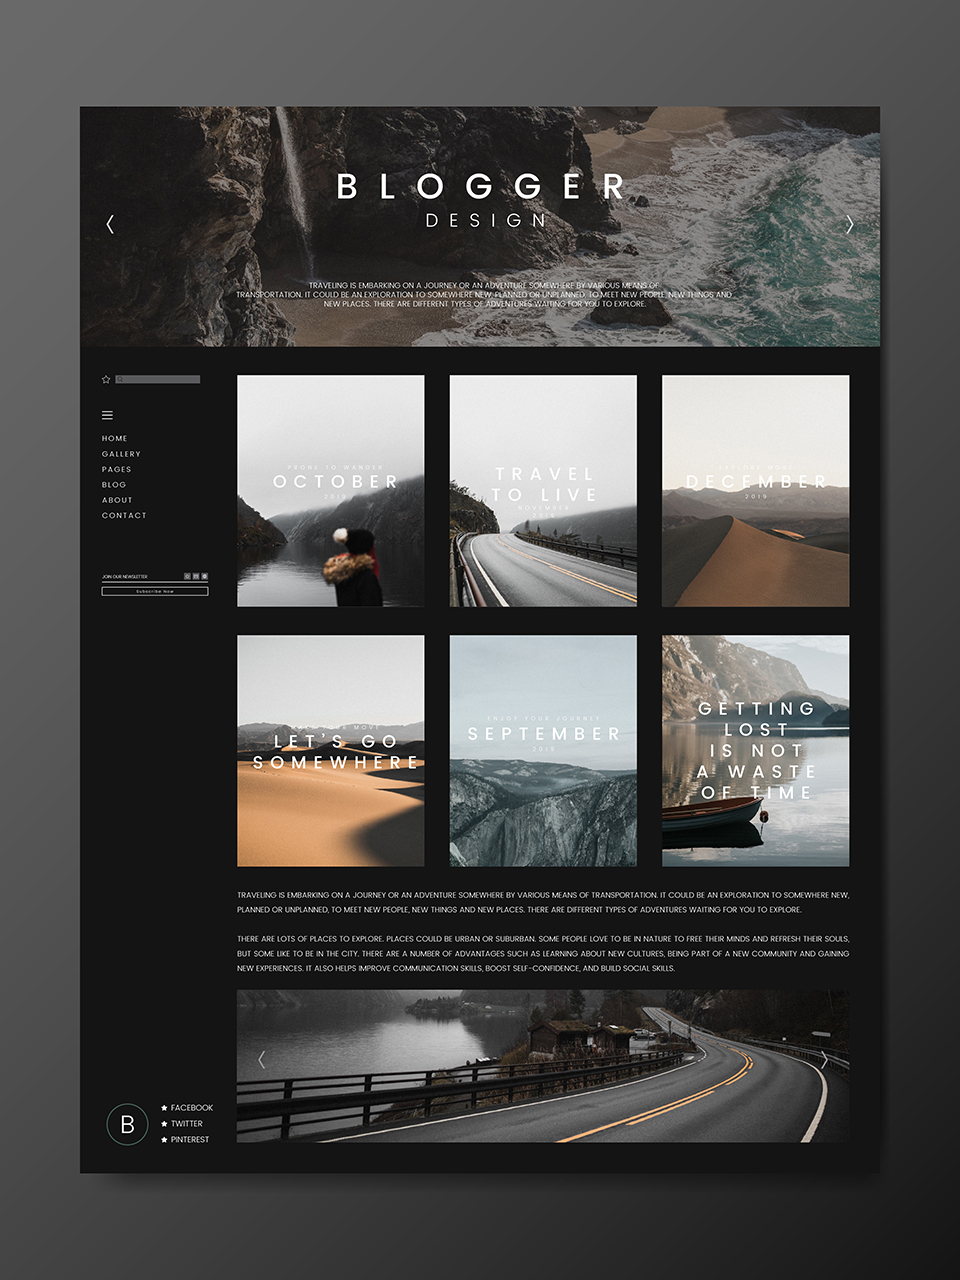 BLOGGER
DESIGN
TRAVELING IS EMBARKING ON A JOURNEY OR AN ADVENTURE SOMEWHERE BY VARIOUS MEANS OF
TRANSPORTATION. IT COULD BE AN EXPLORATION TO SOMEWHERE NEW, PLANNED OR UNPLANNED, TO MEET NEW PEOPLE, NEW THINGS AND
NEW PLACES. THERE ARE DIFFERENT TYPES OF ADVENTURES WAITING FOR YOU TO EXPLORE.
HOME
GALLERY
PAGES
BLOG
ABOUT
CONTACT
JOIN OUR NEWSLETTER
Subscribe Now
PRONE TO WANDER
OCTOBER
2019
TRAVEL
TO LIVE
NOVEMBER
2019
EXPLORE MORE
DECEMBER
2019
LET'S GO
SOMEWHERE
ENJOY YOUR JOURNEY
SEPTEMBER
2019
GETTING
LOST
IS NOT
A WASTE
OF TIME
TRAVELING IS EMBARKING ON A JOURNEY OR AN ADVENTURE SOMEWHERE BY VARIOUS MEANS OF TRANSPORTATION. IT COULD BE AN EXPLORATION TO SOMEWHERE NEW,
PLANNED OR UNPLANNED, TO MEET NEW PEOPLE, NEW THINGS AND NEW PLACES. THERE ARE DIFFERENT TYPES OF ADVENTURES WAITING FOR YOU TO EXPLORE.
THERE ARE LOTS OF PLACES TO EXPLORE. PLACES COULD BE URBAN OR SUBURBAN. SOME PEOPLE LOVE TO BE IN NATURE TO FREE THEIR MINDS AND REFRESH THEIR SOULS,
BUT SOME LIKE TO BE IN THE CITY. THERE ARE A NUMBER OF ADVANTAGES SUCH AS LEARNING ABOUT NEW CULTURES, BEING PART OF A NEW COMMUNITY AND GAINING
NEW EXPERIENCES. IT ALSO HELPS IMPROVE COMMUNICATION SKILLS, BOOST SELF-CONFIDENCE, AND BUILD SOCIAL SKILLS.
B
FACEBOOK
TWITTER
PINTEREST